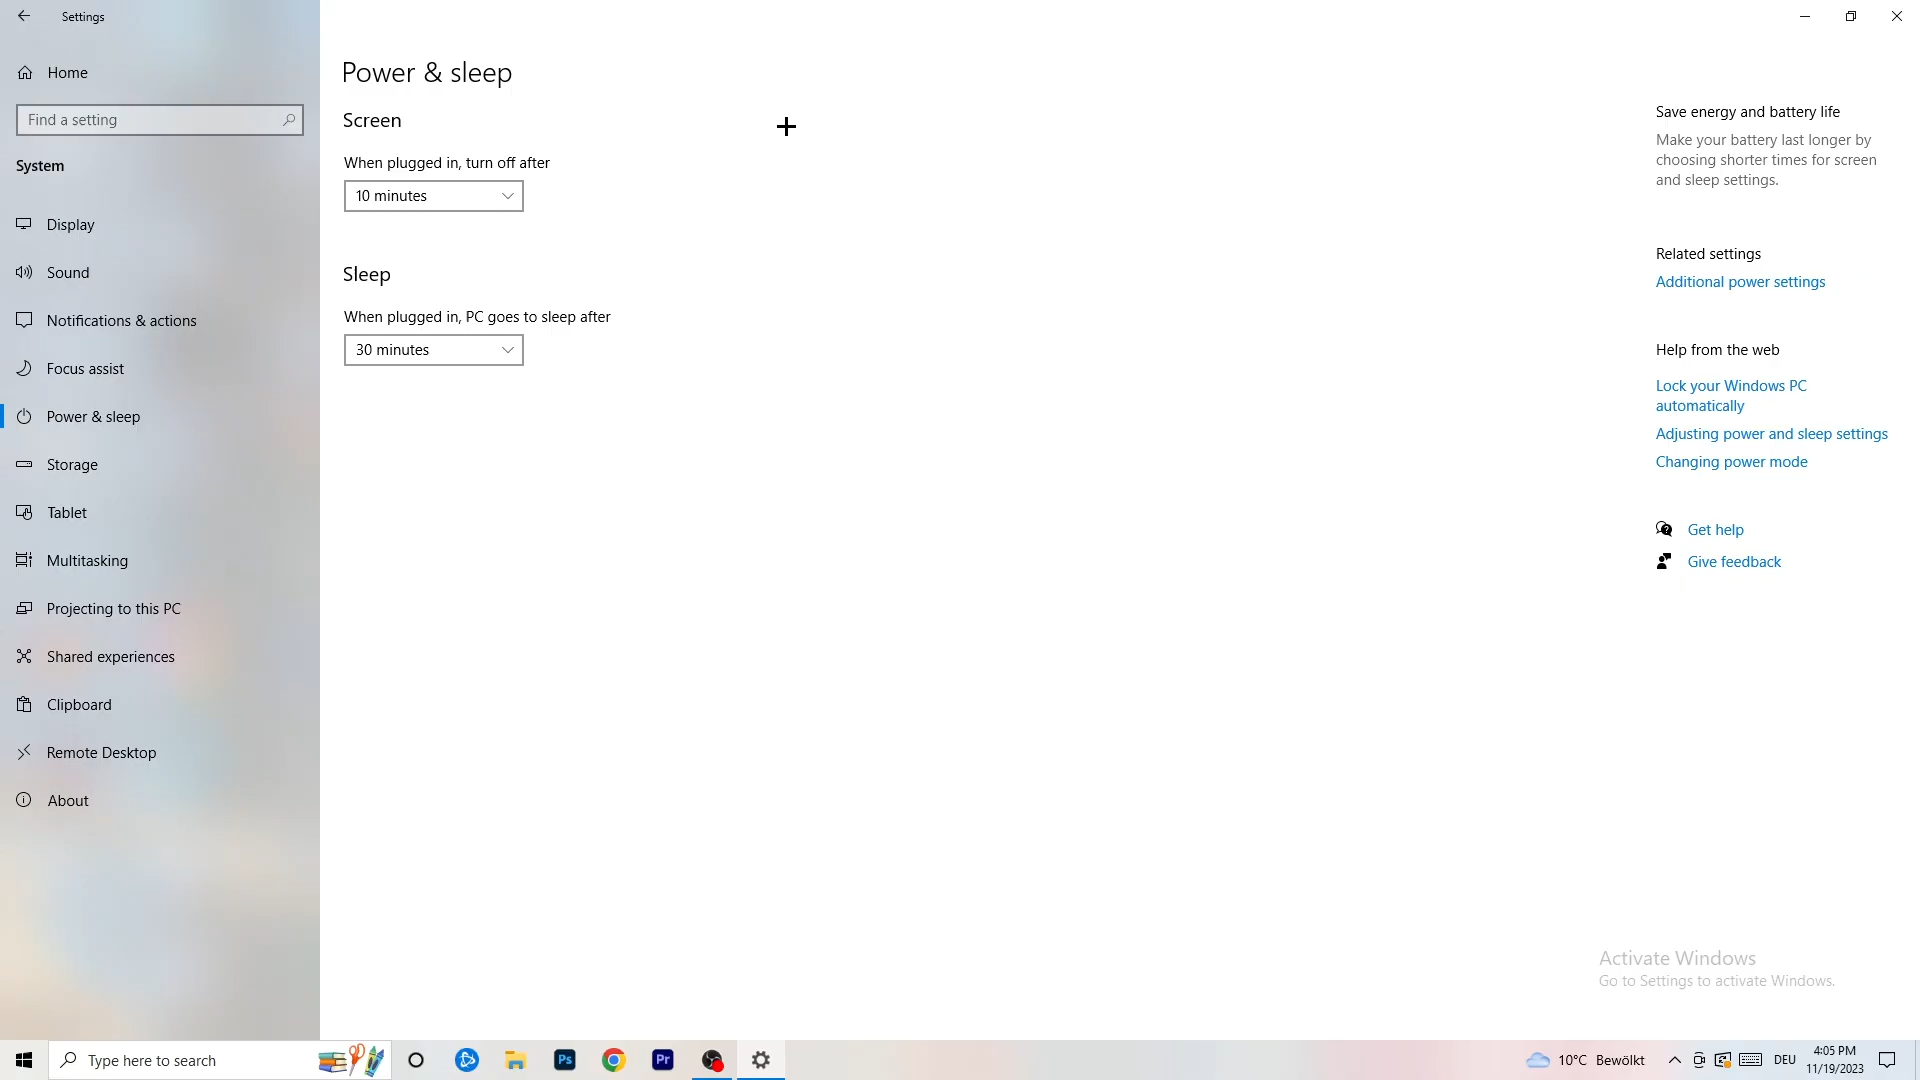 Settings
Home
Find a setting
System
Display
Sound
Notifications & actions
Focus assist
Power & sleep
Storage
Tablet
Multitasking
Projecting to this PC
Shared experiences
Clipboard
Remote Desktop
About
Power & sleep
Screen
When plugged in, turn off after
10 minutes
Sleep
When plugged in, PC goes to sleep after
30 minutes
Save energy and battery life
Make your battery last longer by
choosing shorter times for screen
and sleep settings.
Related settings
Additional power settings
Help from the web
Lock your Windows PC
automatically
Adjusting power and sleep settings
Changing power mode
Get help
Give feedback
Activate Windows
Go to Settings to activate Windows.
Type here to search
Ps
Pr
10°C Bewölkt
DEU
4:05 PM
11/19/2023